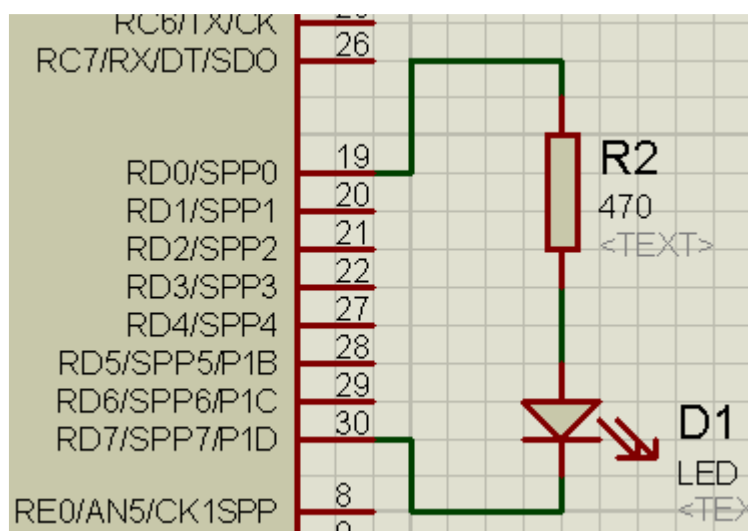 RC6/TX/CK
RC7/RX/DT/SDO 26
RD0/SPP0 19
RD1/SPP1 20
RD2/SPP2 21
RD3/SPP3 22
RD4/SPP4 27
RD5/SPP5/P1B 28
RD6/SPP6/P1C 29
RD7/SPP7/P1D 30
RE0/AN5/CK1SPP 8
R2
470
<TEXT>
D1
LED